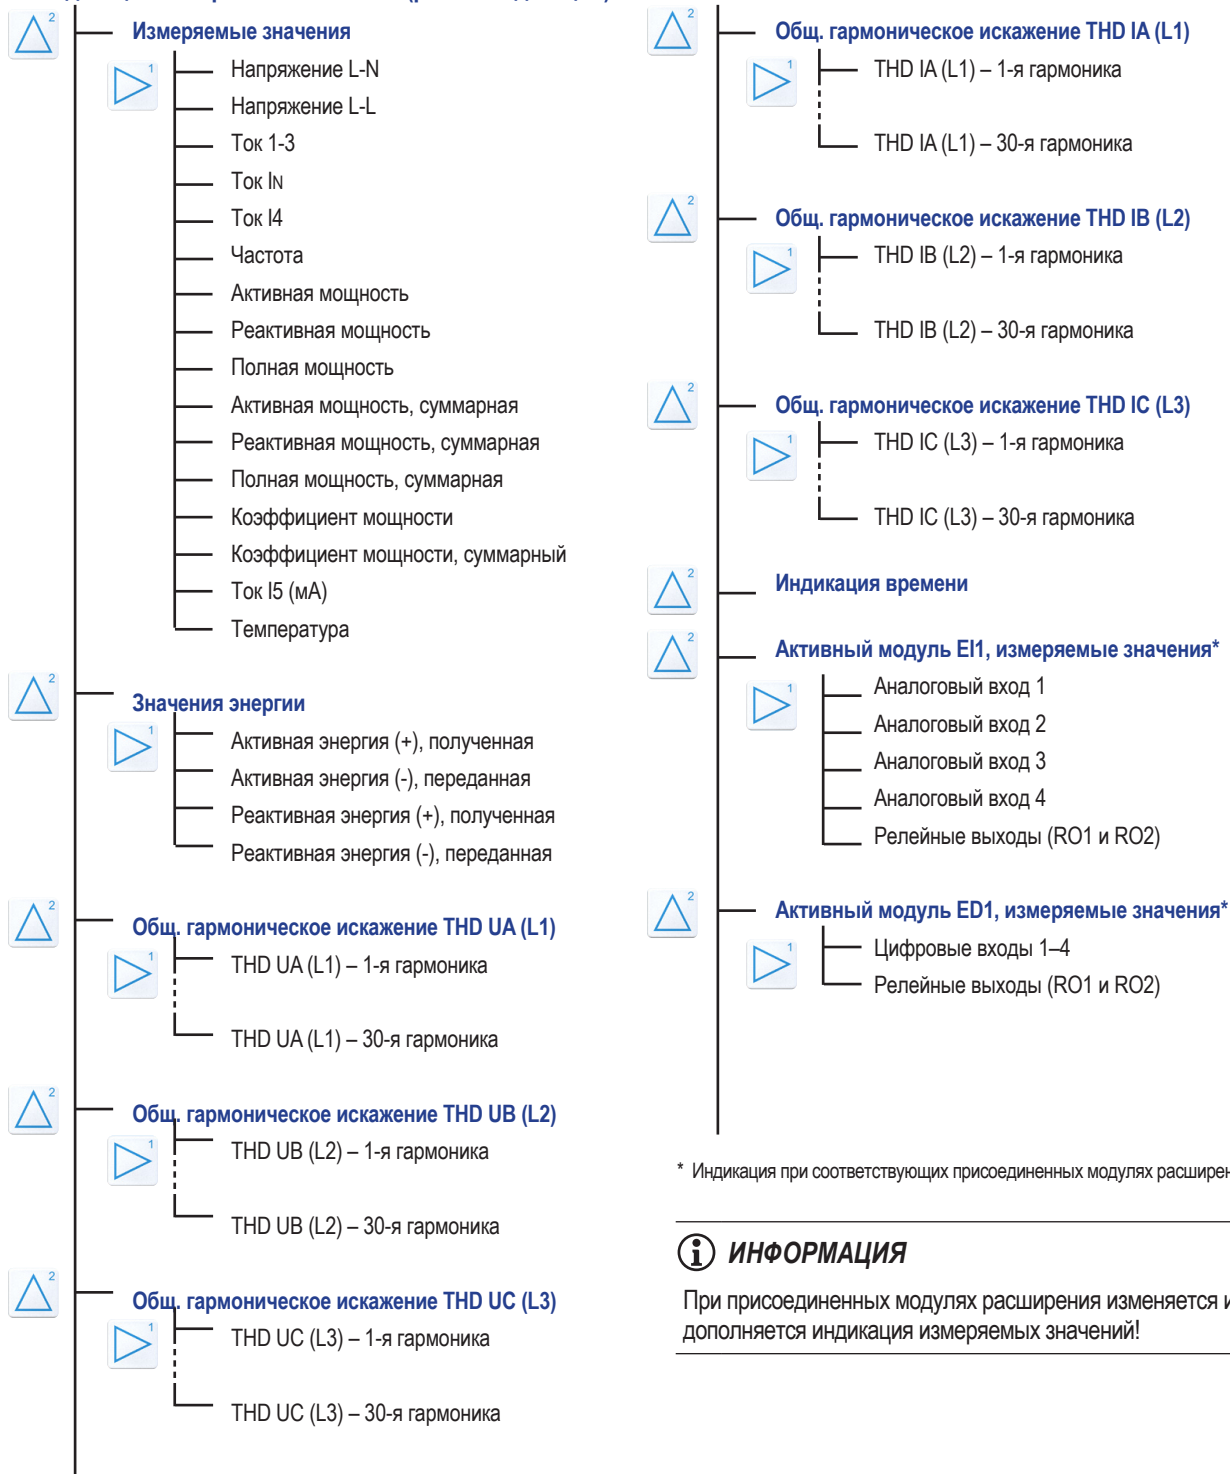 Измеряемые значения
Напряжение L-N
Напряжение L-L
Ток 1-3
Ток IN
Ток I4
Частота
Активная мощность
Реактивная мощность
Полная мощность
Активная мощность, суммарная
Реактивная мощность, суммарная
Полная мощность, суммарная
Коэффициент мощности
Коэффициент мощности, суммарный
Ток I5 (мА)
Температура
Значения энергии
Активная энергия (+), полученная
Активная энергия (-), переданная
Реактивная энергия (+), полученная
Реактивная энергия (-), переданная
Общ. гармоническое искажение THD UA (L1)
THD UA (L1) – 1-я гармоника
THD UA (L1) – 30-я гармоника
Общ. гармоническое искажение THD UB (L2)
THD UB (L2) – 1-я гармоника
THD UB (L2) – 30-я гармоника
Общ. гармоническое искажение THD UC (L3)
THD UC (L3) – 1-я гармоника
THD UC (L3) – 30-я гармоника
Общ. гармоническое искажение THD IA (L1)
THD IA (L1) – 1-я гармоника
THD IA (L1) – 30-я гармоника
Общ. гармоническое искажение THD IB (L2)
THD IB (L2) – 1-я гармоника
THD IB (L2) – 30-я гармоника
Общ. гармоническое искажение THD IC (L3)
THD IC (L3) – 1-я гармоника
THD IC (L3) – 30-я гармоника
Индикация времени
Активный модуль EI1, измеряемые значения*
Аналоговый вход 1
Аналоговый вход 2
Аналоговый вход 3
Аналоговый вход 4
Релейные выходы (RO1 и RO2)
Активный модуль ED1, измеряемые значения*
Цифровые входы 1–4
Релейные выходы (RO1 и RO2)
* Индикация при соответствующих присоединенных модулях
ИНФОРМАЦИЯ
При присоединенных модулях расширения изменяется
дополняется индикация измеряемых значений!